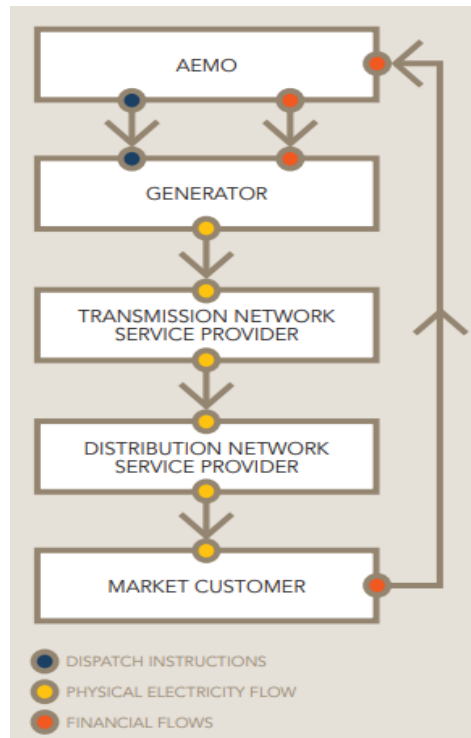 AEMO
GENERATOR
TRANSMISSION NETWORK
SERVICE PROVIDER
DISTRIBUTION NETWORK
SERVICE PROVIDER
MARKET CUSTOMER
DISPATCH INSTRUCTIONS
PHYSICAL ELECTRICITY FLOW
FINANCIAL FLOWS